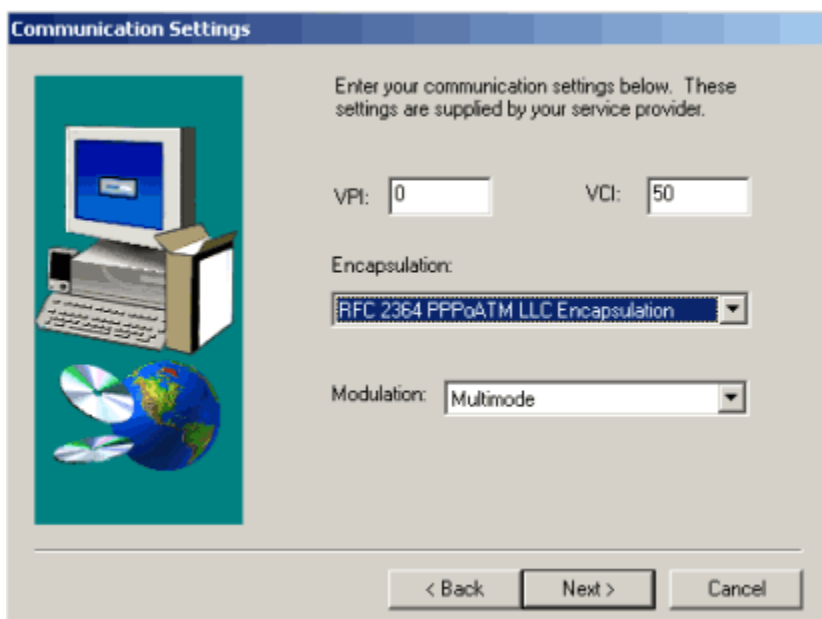 Communication Settings
Enter your communication settings below. These
settings are supplied by your service provider.
VPI: 0 VCI: 50
Encapsulation:
RFC 2364 PPPoATM LLC Encapsulation
Modulation: Multimode
< Back Next > Cancel